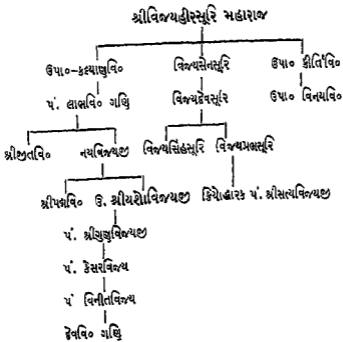 શ્રીવિજયહીરસૂરિ મહારાજ
ઉપા૦-કલ્યાણવિ૦ વિજયસેનસૂરિ ઉપા૦ કીર્તિવિ૦
પં. લાભવિ૦ ગણિ વિજયદેવસૂરિ ઉપા૦ વિનયવિ૦
શ્રીજીતવિ૦ નયવિજયજી વિજયસિંહસૂરિ વિજયપ્રભસૂરિ
શ્રીપદ્મવિ૦ ઉ. શ્રીયશોવિજયજી ક્રિયોદ્ધારક પં. શ્રીસત્યવિજયજી
પં. શ્રીગુણવિજયજી
પં. કેસરવિજય
પં વિનીતવિજય
દેવવિ૦ ગણિ